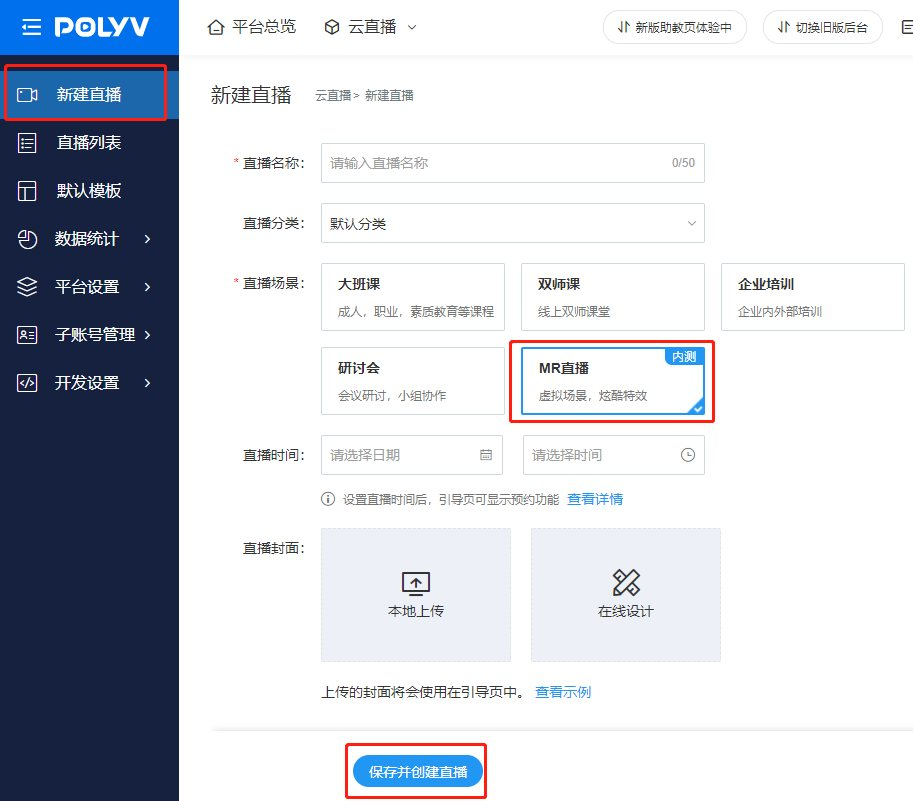 POLYV
平台总览
云直播
新版助教页体验中
切换旧版后台
新建直播
直播列表
默认模板
数据统计
平台设置
子账号管理
开发设置
新建直播 云直播> 新建直播
* 直播名称: 请输入直播名称 0/50
直播分类: 默认分类
* 直播场景:
大班课
成人，职业，素质教育等课程
双师课
线上双师课堂
企业培训
企业内外部培训
研讨会
会议研讨，小组协作
MR直播
内测
虚拟场景，炫酷特效
直播时间: 请选择日期 请选择时间
设置直播时间后，引导页可显示预约功能 查看详情
直播封面:
本地上传
在线设计
上传的封面将会使用在引导页中。 查看示例
保存并创建直播